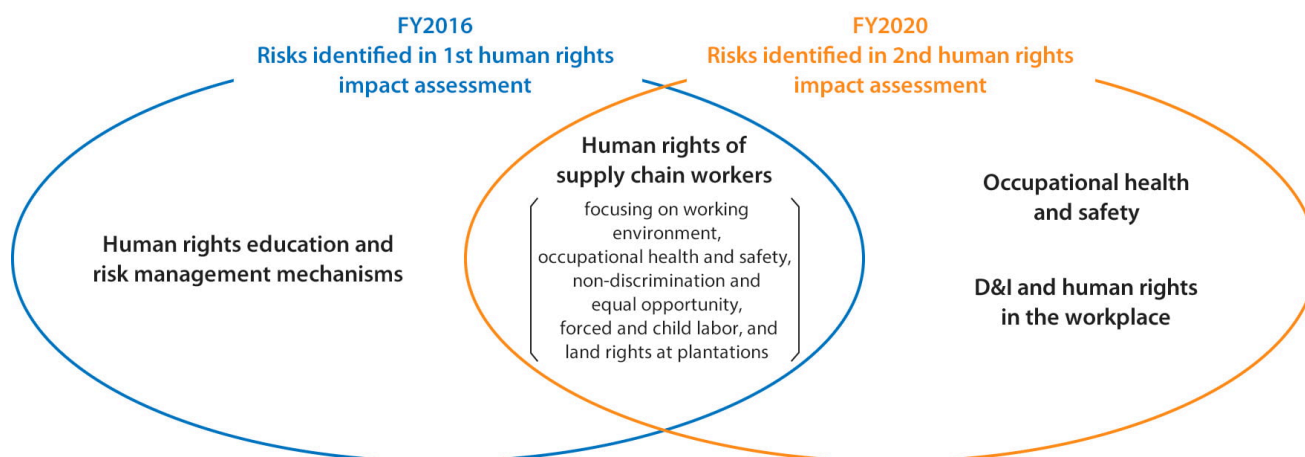 FY2016
Risks identified in 1st human rights
impact assessment
FY2020
Risks identified in 2nd human rights
impact assessment
Human rights education and
risk management mechanisms
Human rights of
supply chain workers
focusing on working
environment,
occupational health and safety,
non-discrimination and
equal opportunity,
forced and child labor, and
land rights at plantations
Occupational health
and safety
D&I and human rights
in the workplace